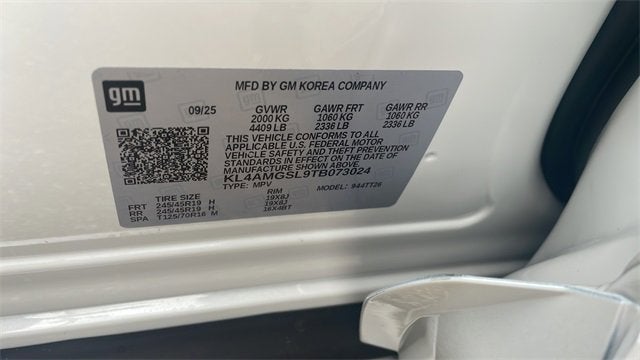 gm
MFD BY GM KOREA COMPANY
09/25 GVWR GAWR FRT GAWR RR
2000 KG 1060 KG 1060 KG
4409 LB 2336 LB 2336 LB
THIS VEHICLE CONFORMS TO ALL
APPLICABLE U.S. FEDERAL MOTOR
VEHICLE SAFETY AND THEFT PREVENTION
STANDARDS IN EFFECT ON THE DATE
OF MANUFACTURE SHOWN ABOVE.
KL4AMGSL9TB073024
TYPE: MPV MODEL: 944TT26
TIRE SIZE RIM
FRT 245/45R19 H 19X8J
RR 245/45R19 H 19X8J
SPA T125/70R16 M 16X4BT